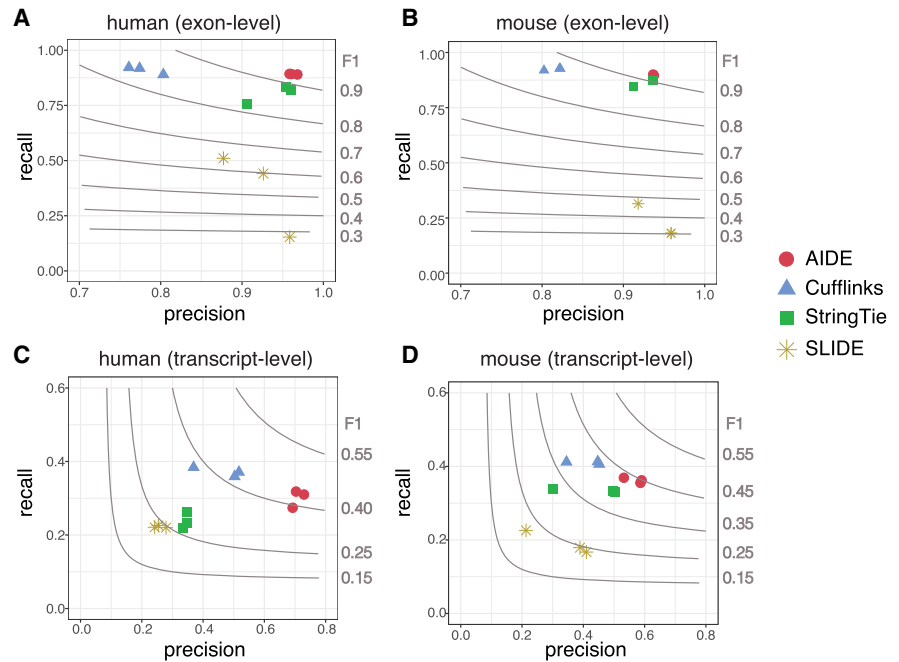 A
human (exon-level)
recall
1.00
0.75
0.50
0.25
0.00
0.7 0.8 0.9 1.0
precision
F1
0.9
0.8
0.7
0.6
0.5
0.4
0.3
B
mouse (exon-level)
recall
1.00
0.75
0.50
0.25
0.00
0.7 0.8 0.9 1.0
precision
F1
0.9
0.8
0.7
0.6
0.5
0.4
0.3
AIDE
Cufflinks
StringTie
SLIDE
C
human (transcript-level)
recall
0.6
0.4
0.2
0.0
0.0 0.2 0.4 0.6 0.8
precision
F1
0.55
0.40
0.25
0.15
D
mouse (transcript-level)
recall
0.6
0.4
0.2
0.0
0.0 0.2 0.4 0.6 0.8
precision
F1
0.55
0.45
0.35
0.25
0.15